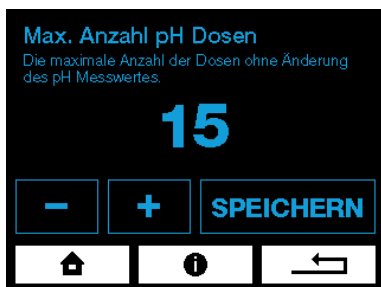 Max. Anzahl pH Dosen
Die maximale Anzahl der Dosen ohne Änderung
des pH Messwertes.
15
- + SPEICHERN